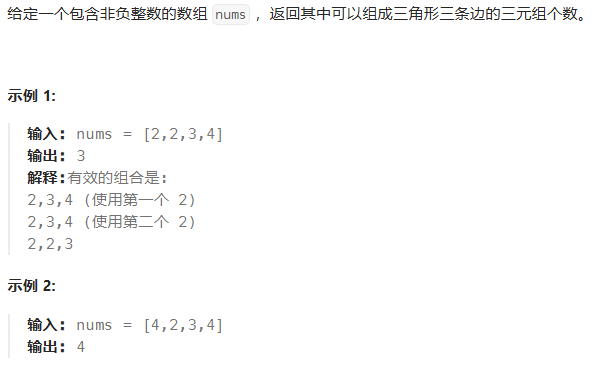 给定一个包含非负整数的数组 nums ，返回其中可以组成三角形三条边的三元组个数。
示例 1:
输入: nums = [2,2,3,4]
输出: 3
解释:有效的组合是:
2,3,4 (使用第一个 2)
2,3,4 (使用第二个 2)
2,2,3
示例 2:
输入: nums = [4,2,3,4]
输出: 4